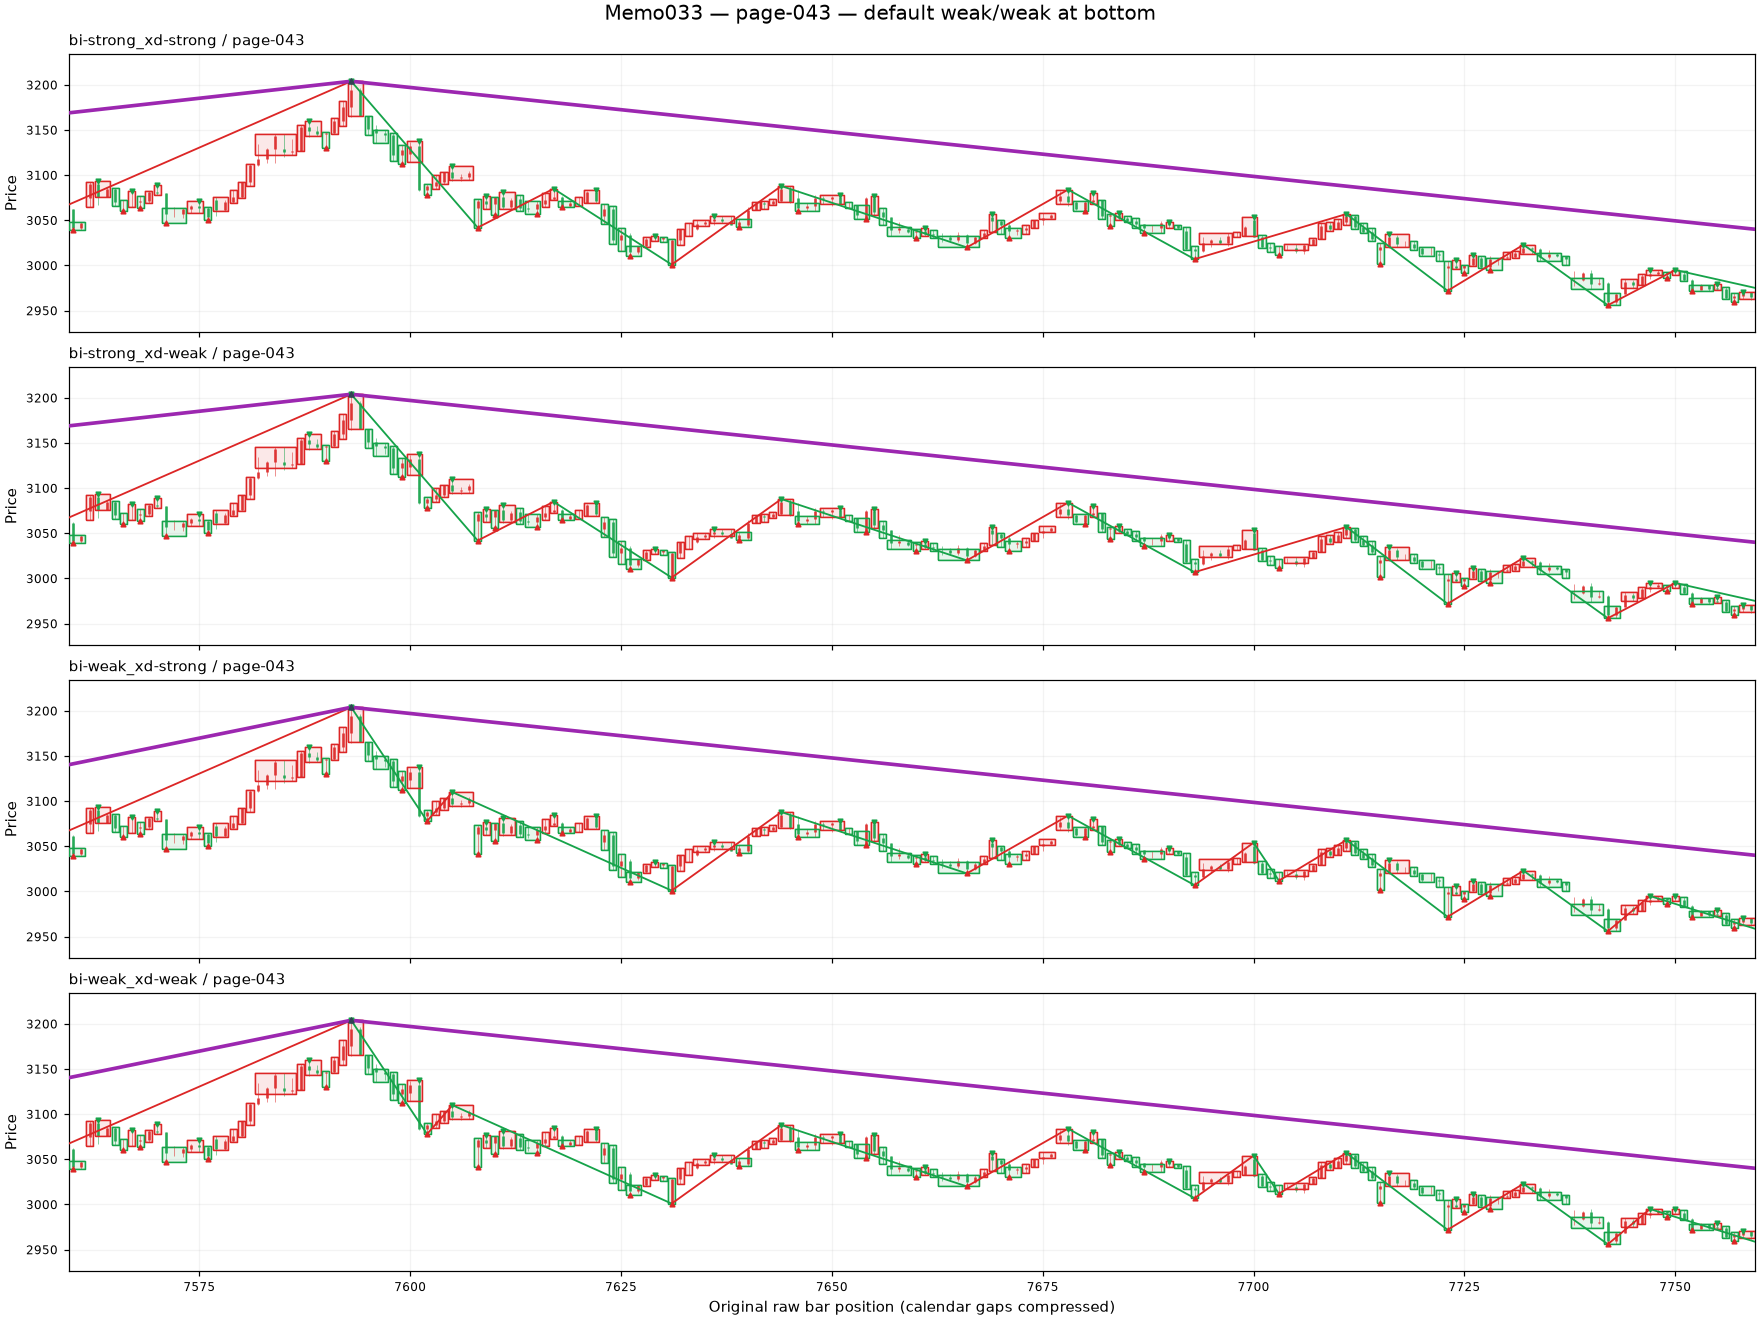 Memo033 — page-043 — default weak/weak at bottom
bi-strong_xd-strong / page-043
Price
3200
3150
3100
3050
3000
2950
bi-strong_xd-weak / page-043
Price
3200
3150
3100
3050
3000
2950
bi-weak_xd-strong / page-043
Price
3200
3150
3100
3050
3000
2950
bi-weak_xd-weak / page-043
Price
3200
3150
3100
3050
3000
2950
7575 7600 7625 7650 7675 7700 7725 7750
Original raw bar position (calendar gaps compressed)